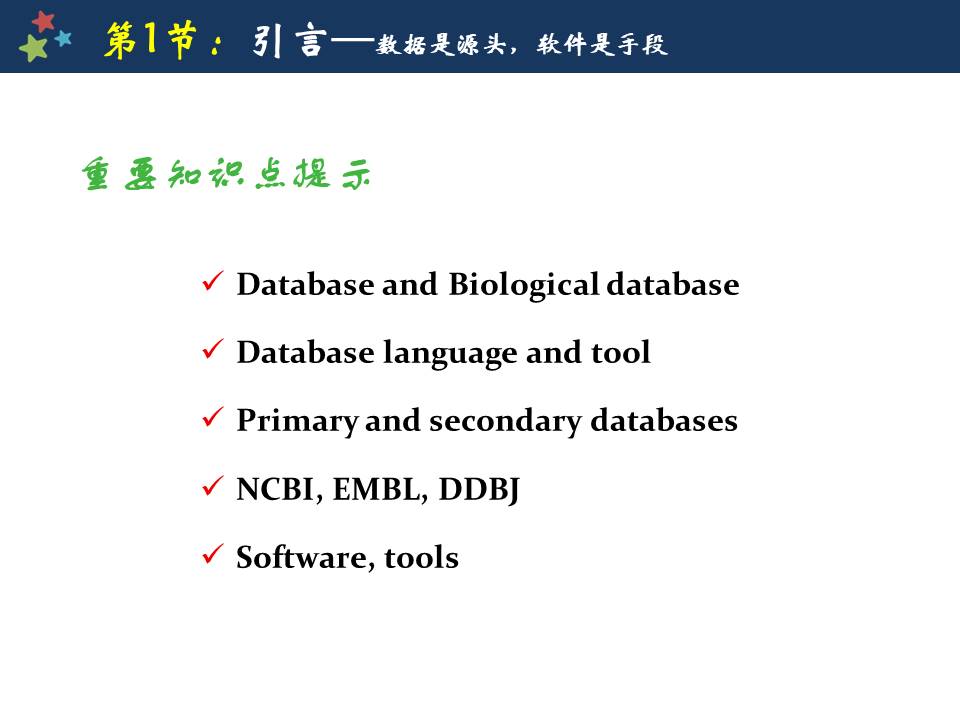 第1节：引言—数据是源头，软件是手段
重要知识点提示
✓ Database and Biological database
✓ Database language and tool
✓ Primary and secondary databases
✓ NCBI, EMBL, DDBJ
✓ Software, tools